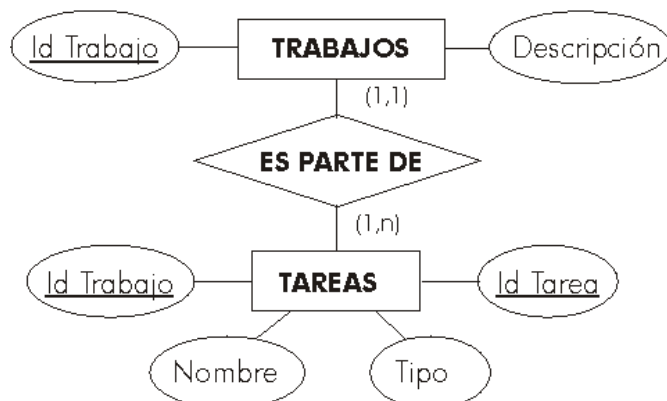 Id Trabajo
TRABAJOS
Descripción
(1,1)
ES PARTE DE
(1,n)
Id Trabajo
TAREAS
Id Tarea
Nombre
Tipo